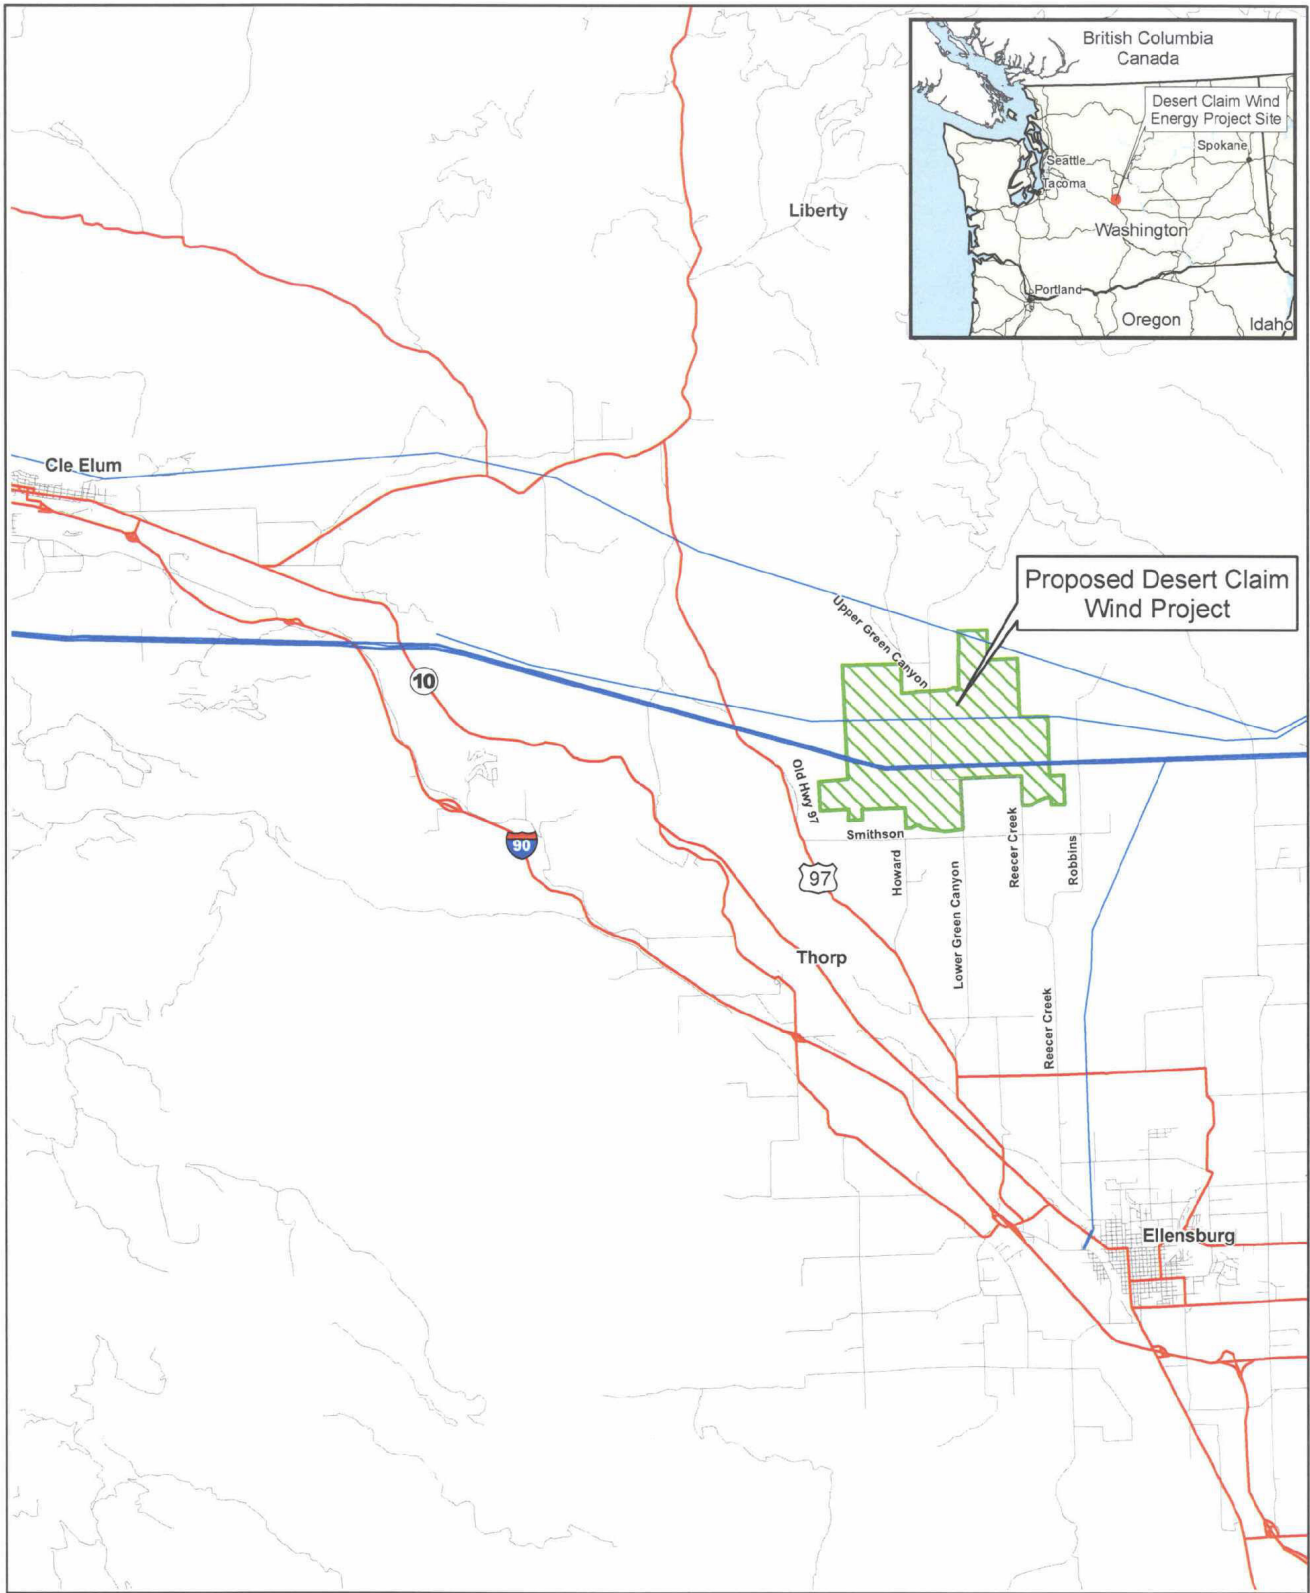 British Columbia
Canada
Desert Claim Wind
Energy Project Site
Spokane
Seattle
Tacoma
Washington
Portland
Oregon
Idaho
Liberty
Cle Elum
Proposed Desert Claim
Wind Project
Upper Green Canyon
10
Old Hwy 97
Smithson
90
97
Howard
Lower Green Canyon
Reecer Creek
Robbins
Thorp
Reecer Creek
Ellensburg